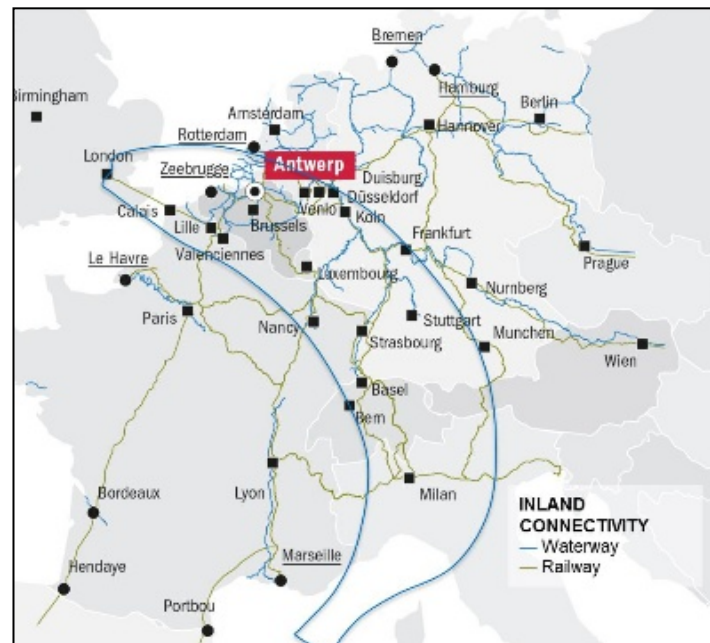 Bremen
Hamburg
Birmingham
Amsterdam
Berlin
Hannover
Rotterdam
London
Zeebrugge
Antwerp
Duisburg
Venlo
Düsseldorf
Calais
Brussels
Köln
Lille
Valenciennes
Frankfurt
Le Havre
Luxembourg
Prague
Nurnberg
Paris
Nancy
Stuttgart
Munchen
Strasbourg
Wien
Basel
Bern
Lyon
Milan
Bordeaux
INLAND
CONNECTIVITY
Waterway
Railway
Marseille
Hendaye
Portbou